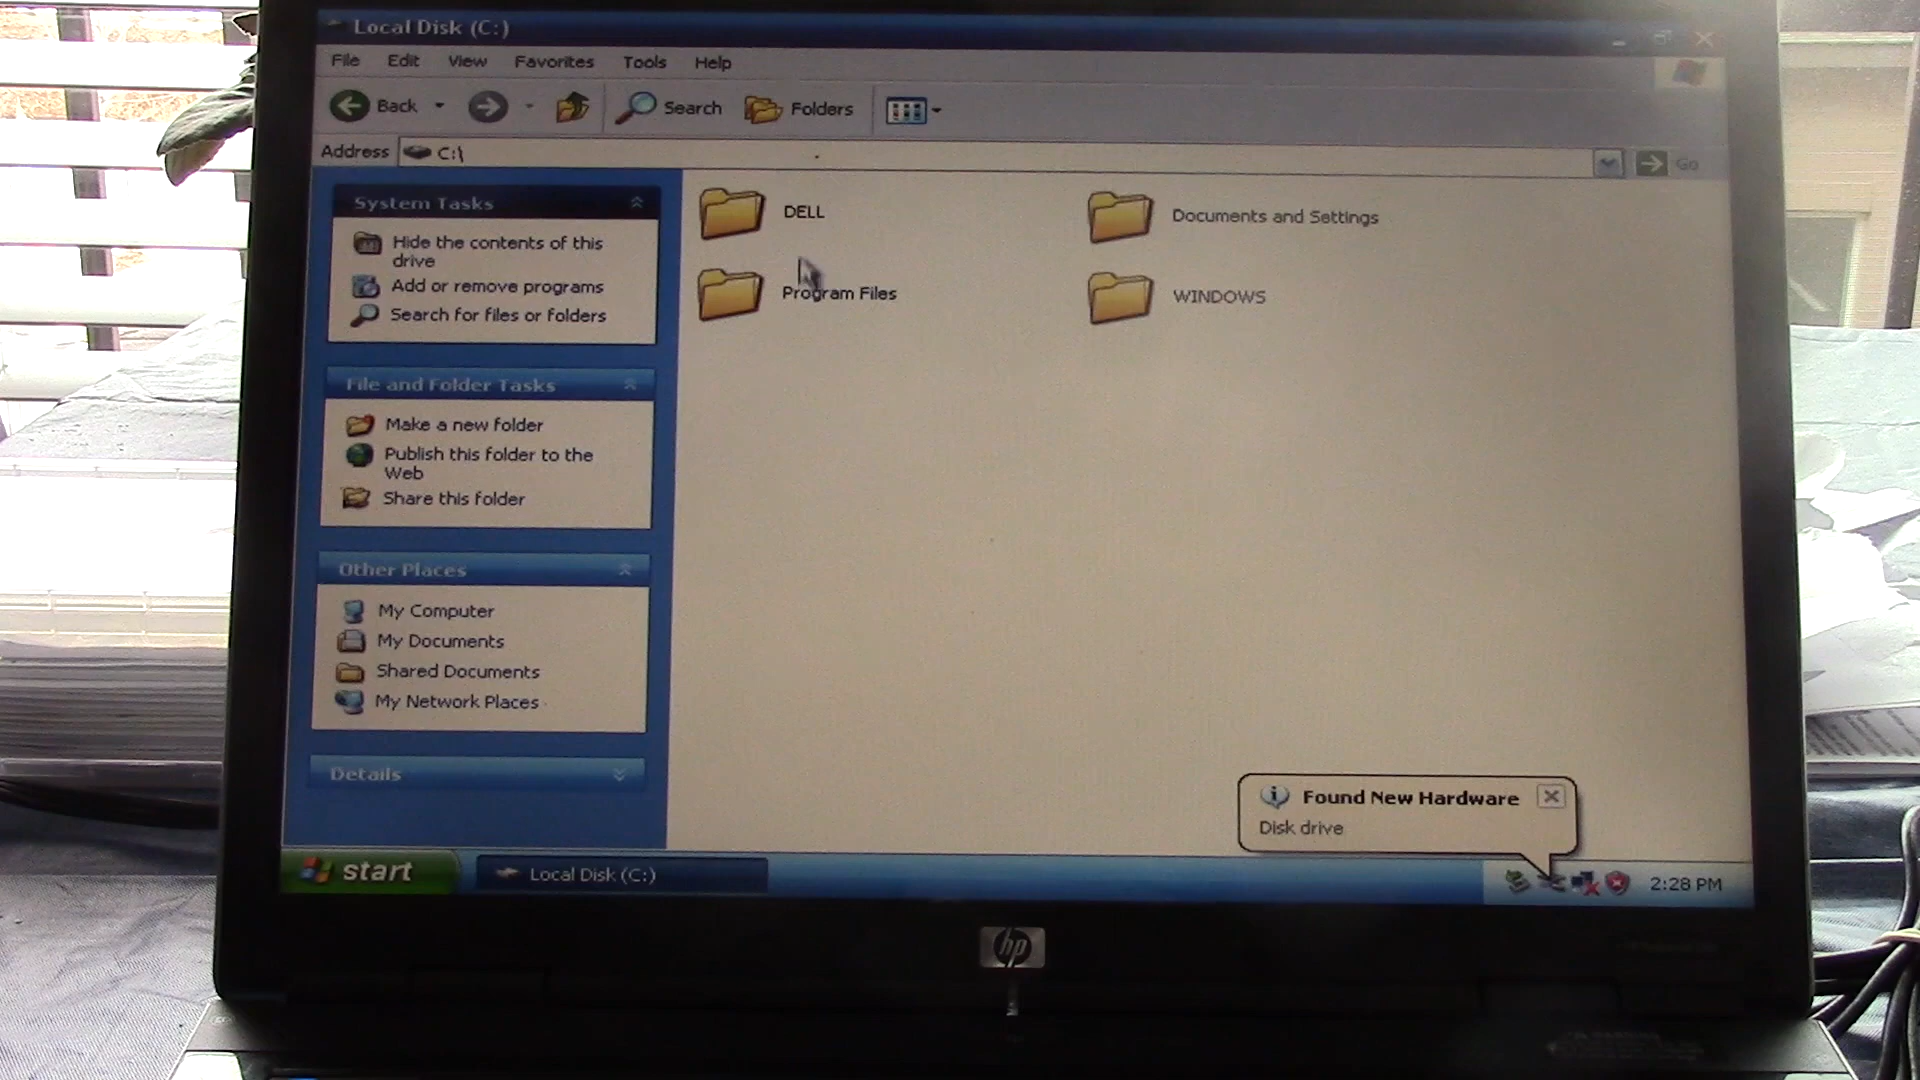 Local Disk (C:)
File Edit View Favorites Tools Help
Back Search Folders
Address C:\ Go
System Tasks
Hide the contents of this
drive
Add or remove programs
Search for files or folders
File and Folder Tasks
Make a new folder
Publish this folder to the
Web
Share this folder
Other Places
My Computer
My Documents
Shared Documents
My Network Places
Details
DELL
Documents and Settings
Program Files
WINDOWS
Found New Hardware
Disk drive
start
Local Disk (C:)
2:28 PM
hp